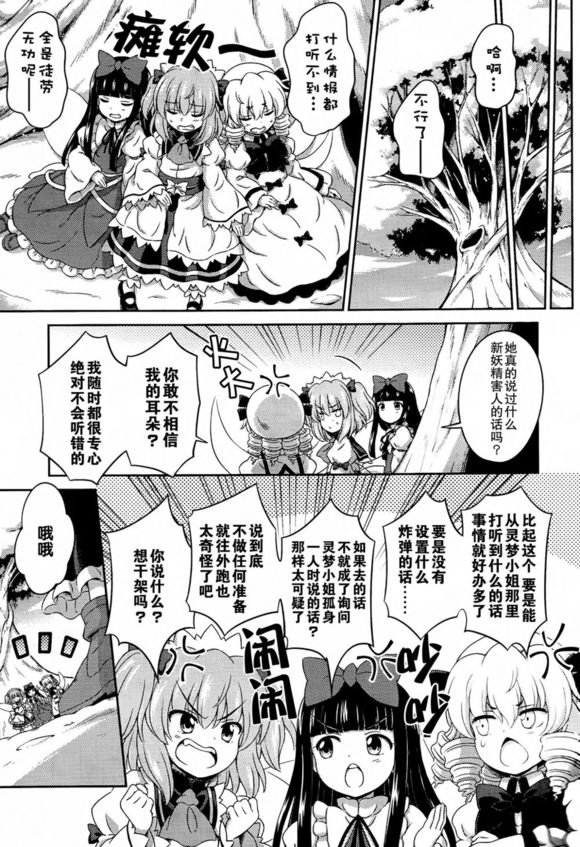 哈啊…
不行了——
什么情报都
打听不到…
瘫软~
全是徒劳
无功呢——
她真的说过什么
新妖精害人的话吗？
你敢不相信
我的耳朵？
我随时都很专心
绝对不会听错的
比起这个 要是能
从灵梦小姐那里
打听到什么的话
事情就好办多了
要是没有
设置什么
炸弹的话……
如果去的话
不就成了询问
灵梦小姐孤身
一人时说的话？
那样太可疑了
说到底
不做任何准备
就往外跑也
太奇怪了吧
你说什么？
想干架吗？
吵
吵
闹
闹
哦哦